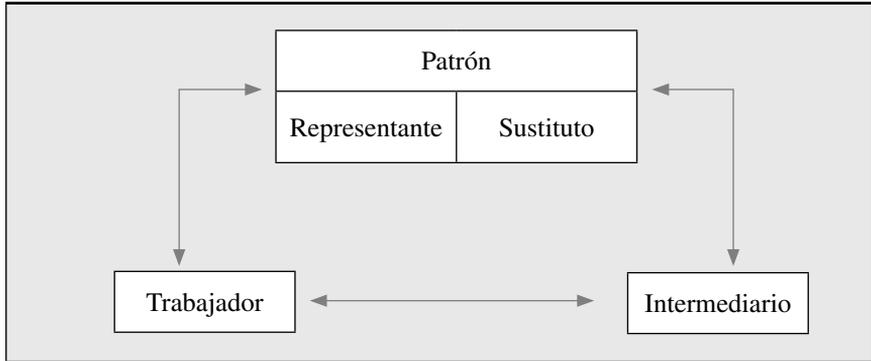 Patrón
Representante Sustituto
Trabajador
Intermediario